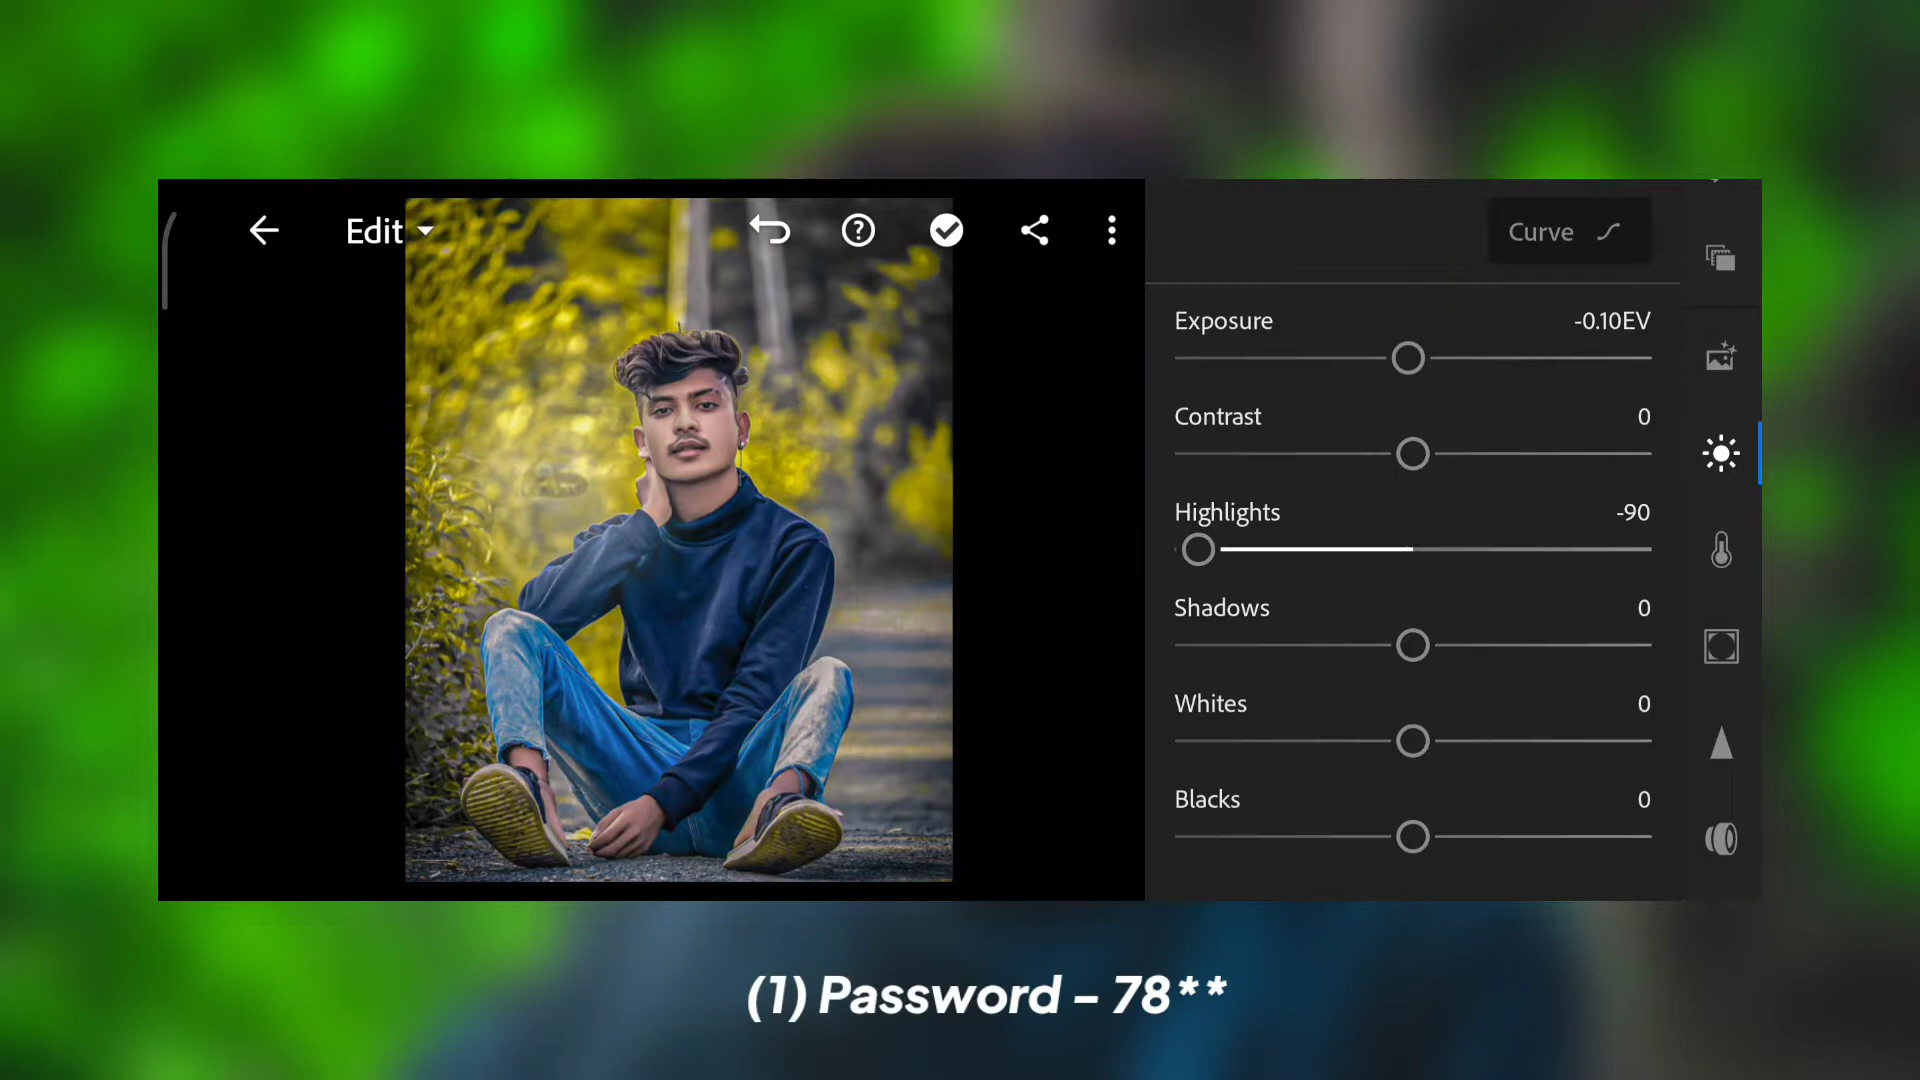 Edit
Curve
Exposure -0.10EV
Contrast 0
Highlights -90
Shadows 0
Whites 0
Blacks 0
(1) Password - 78**